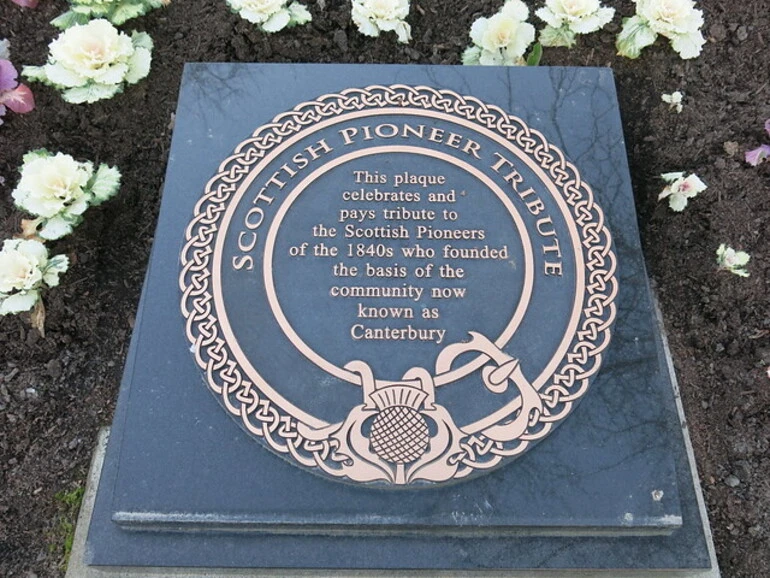 SCOTTISH PIONEER TRIBUTE
This plaque
celebrates and
pays tribute to
the Scottish Pioneers
of the 1840s who founded
the basis of the
community now
known as
Canterbury